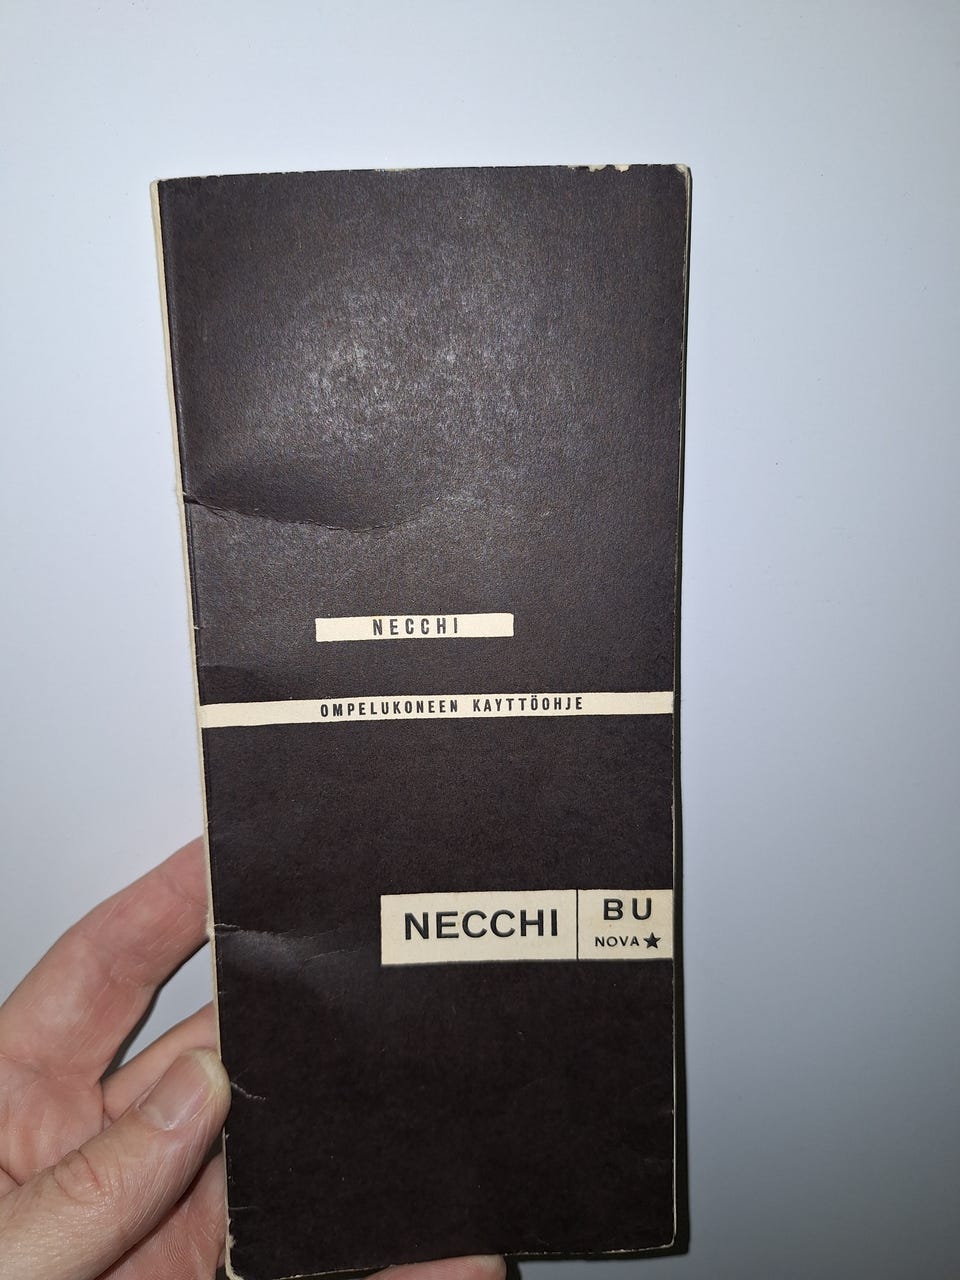 NECCHI
OMPELUKONEEN KAYTTÖOHJE
NECCHI BU
NOVA★